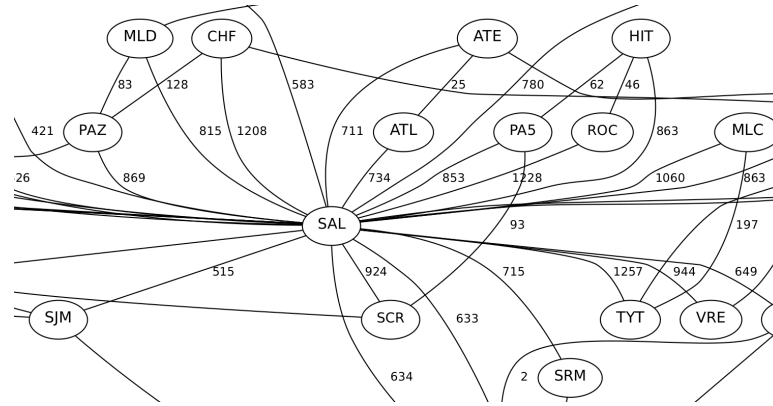 MLD CHF ATE HIT
83 128 583 25 780 62 46
421 PAZ 815 1208 711 ATL PA5 ROC 863 MLC
869 734 853 1228 1060 863
SAL 93 197
515 924 715 1257 944 649
SJM SCR 633 TYT VRE
634 2 SRM